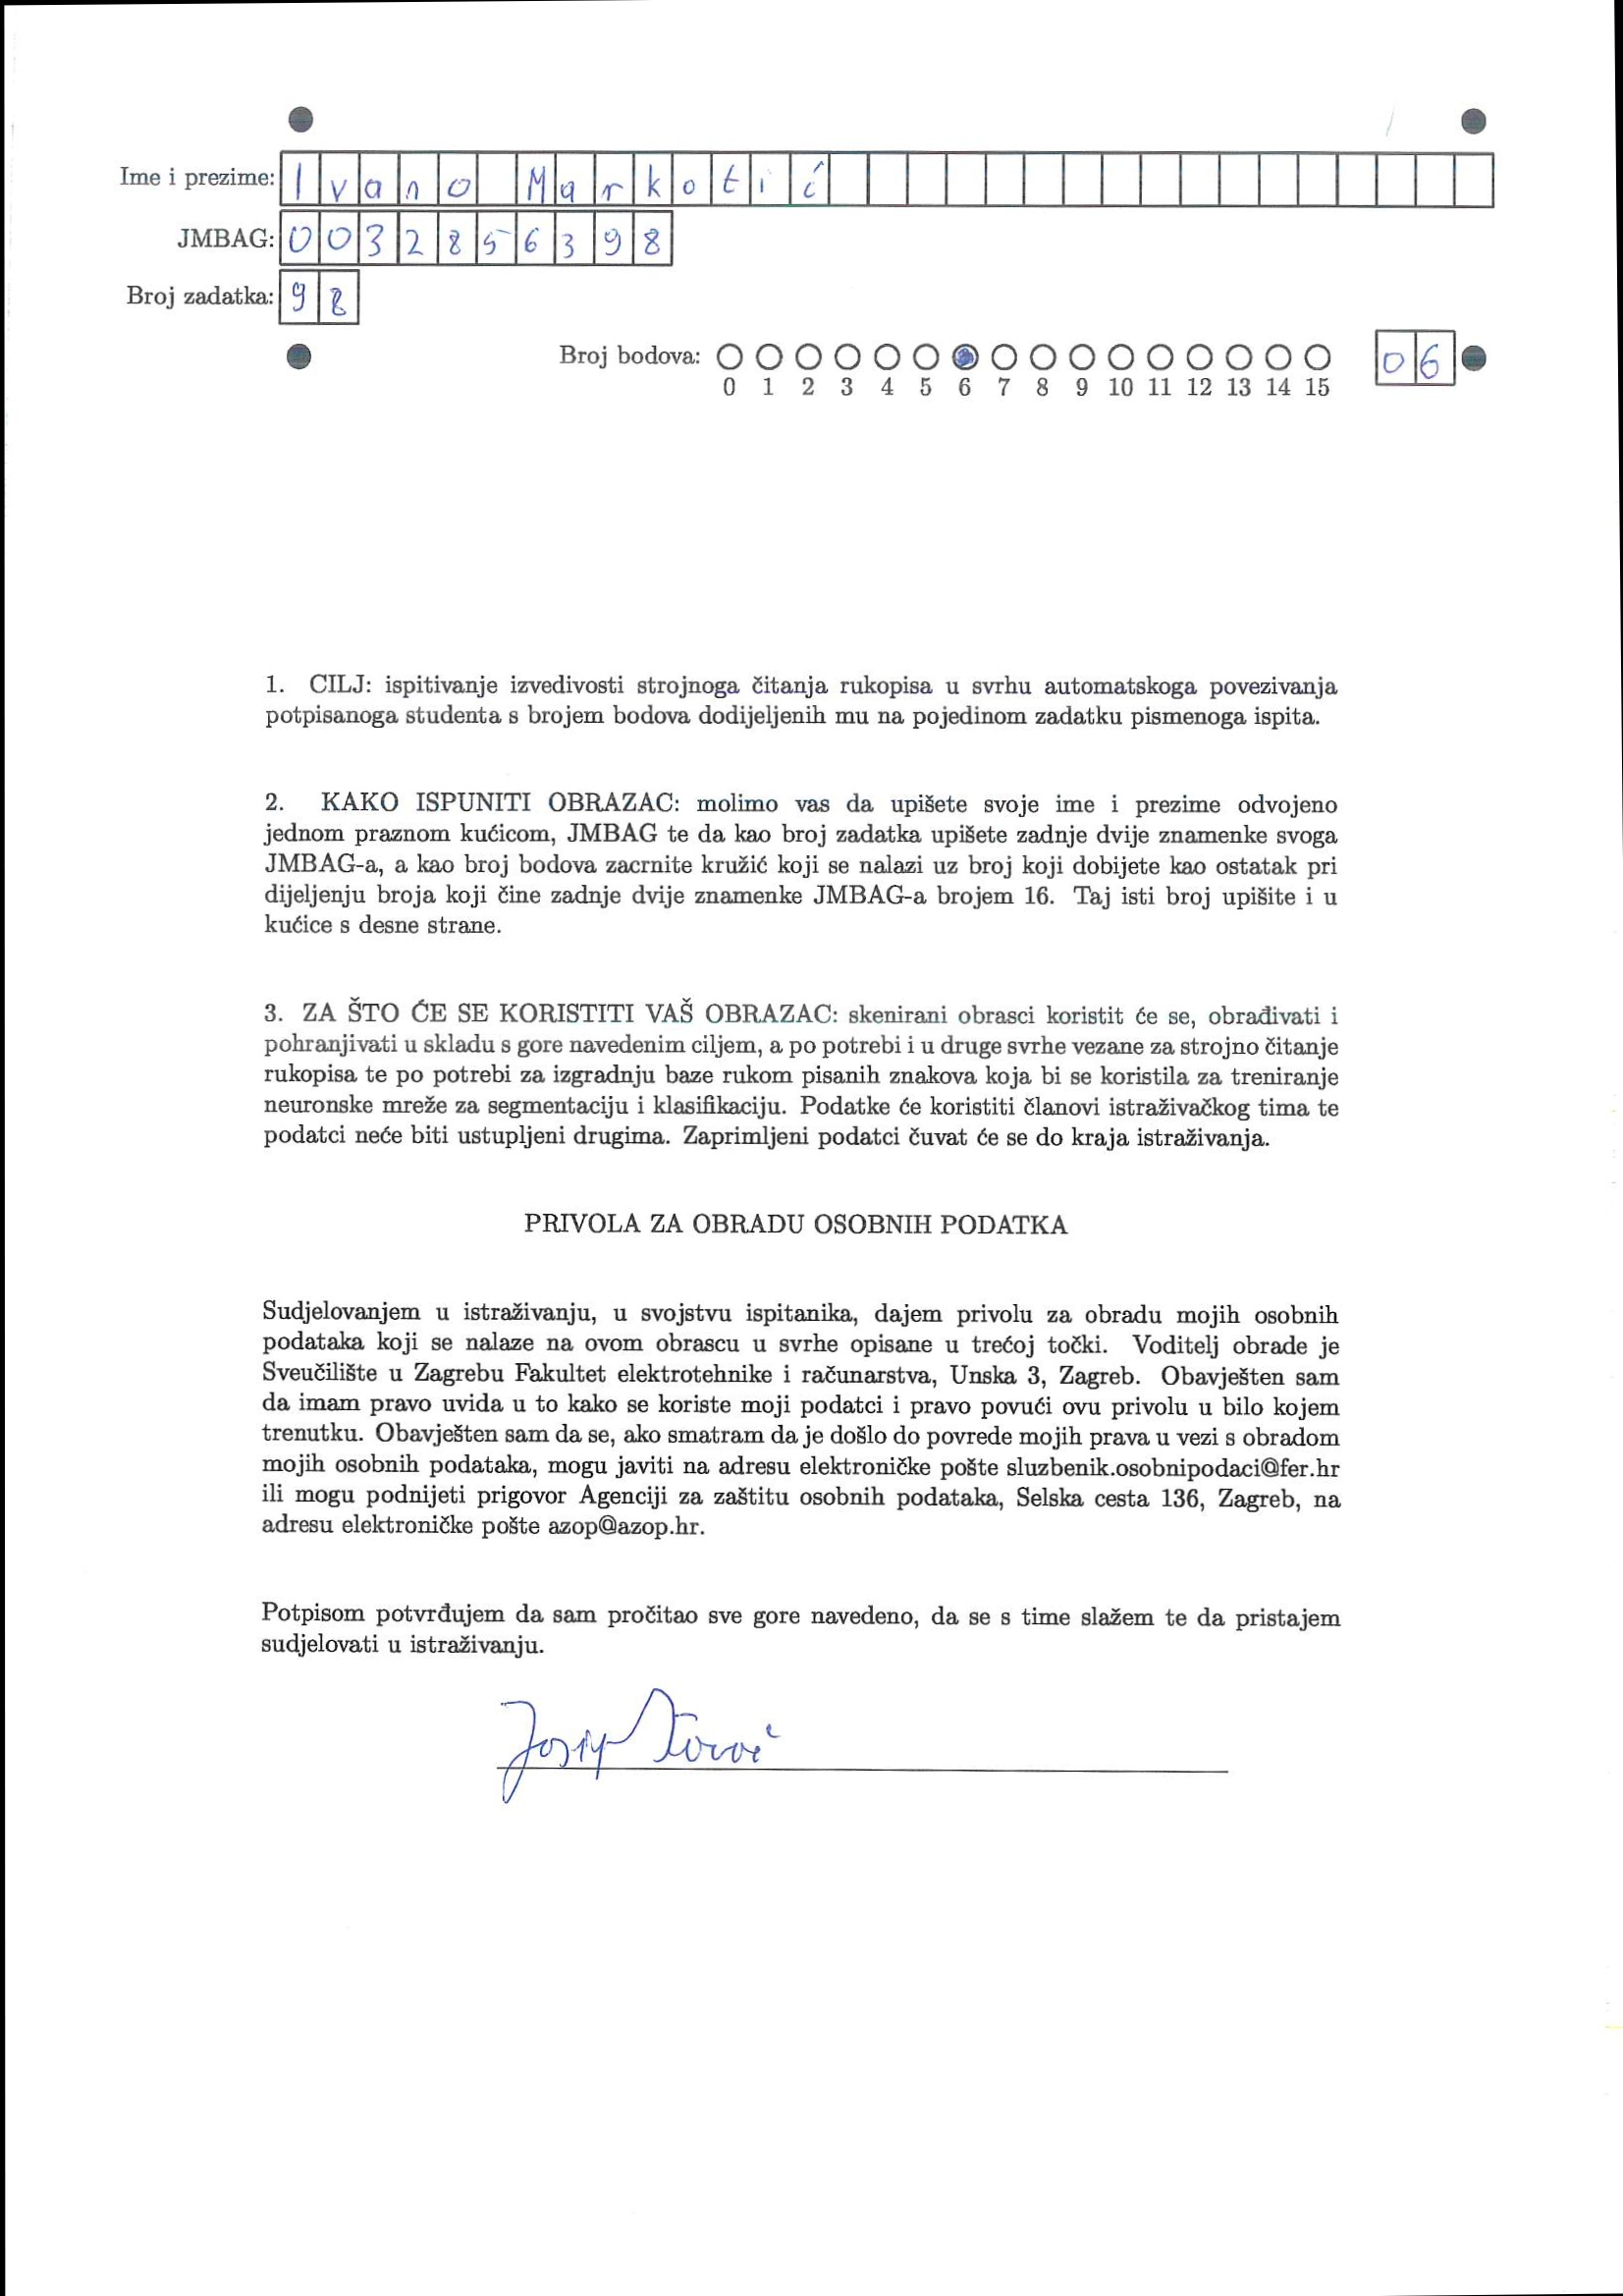 Ime i prezime: Ivano Markotić
JMBAG: 0032856398
Broj zadatka: 98
Broj bodova: 06
0 1 2 3 4 5 6 7 8 9 10 11 12 13 14 15
1. CILJ: ispitivanje izvedivosti strojnoga čitanja rukopisa u svrhu automatskoga povezivanja
potpisanoga studenta s brojem bodova dodijeljenih mu na pojedinom zadatku pismenoga ispita.
2. KAKO ISPUNITI OBRAZAC: molimo vas da upišete svoje ime i prezime odvojeno
jednom praznom kućicom, JMBAG te da kao broj zadatka upišete zadnje dvije znamenke svoga
JMBAG-a, a kao broj bodova zacrnite kružić koji se nalazi uz broj koji dobijete kao ostatak pri
dijeljenju broja koji čine zadnje dvije znamenke JMBAG-a brojem 16. Taj isti broj upišite i u
kućice s desne strane.
3. ZA ŠTO ĆE SE KORISTITI VAŠ OBRAZAC: skenirani obrasci koristit će se, obrađivati i
pohranjivati u skladu s gore navedenim ciljem, a po potrebi i u druge svrhe vezane za strojno čitanje
rukopisa te po potrebi za izgradnju baze rukom pisanih znakova koja bi se koristila za treniranje
neuronske mreže za segmentaciju i klasifikaciju. Podatke će koristiti članovi istraživačkog tima te
podatci neće biti ustupljeni drugima. Zaprimljeni podatci čuvat će se do kraja istraživanja.
PRIVOLA ZA OBRADU OSOBNIH PODATKA
Sudjelovanjem u istraživanju, u svojstvu ispitanika, dajem privolu za obradu mojih osobnih
podataka koji se nalaze na ovom obrascu u svrhe opisane u trećoj točki. Voditelj obrade je
Sveučilište u Zagrebu Fakultet elektrotehnike i računarstva, Unska 3, Zagreb. Obavješten sam
da imam pravo uvida u to kako se koriste moji podatci i pravo povući ovu privolu u bilo kojem
trenutku. Obavješten sam da se, ako smatram da je došlo do povrede mojih prava u vezi s obradom
mojih osobnih podataka, mogu javiti na adresu elektroničke pošte sluzbenik.osobnipodaci@fer.hr
ili mogu podnijeti prigovor Agenciji za zaštitu osobnih podataka, Selska cesta 136, Zagreb, na
adresu elektroničke pošte azop@azop.hr.
Potpisom potvrđujem da sam pročitao sve gore navedeno, da se s time slažem te da pristajem
sudjelovati u istraživanju.
Josip